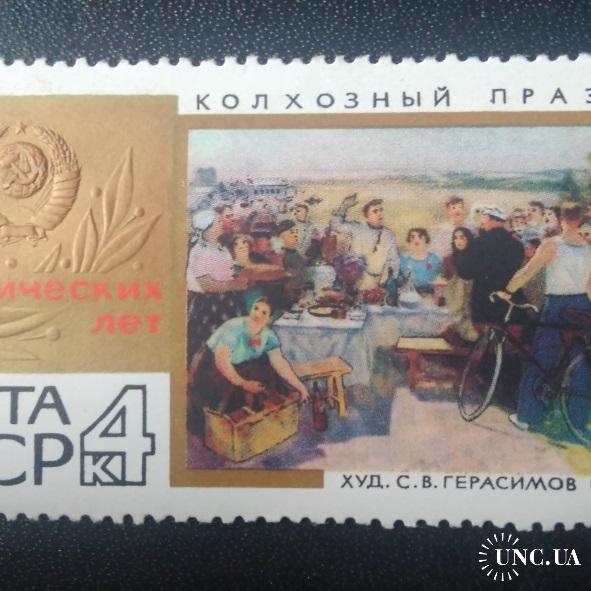 КОЛХОЗНЫЙ ПРАЗ
ических
лет
ТА
СР 4
К
ХУД. С.В.ГЕРАСИМОВ
UNC.UA